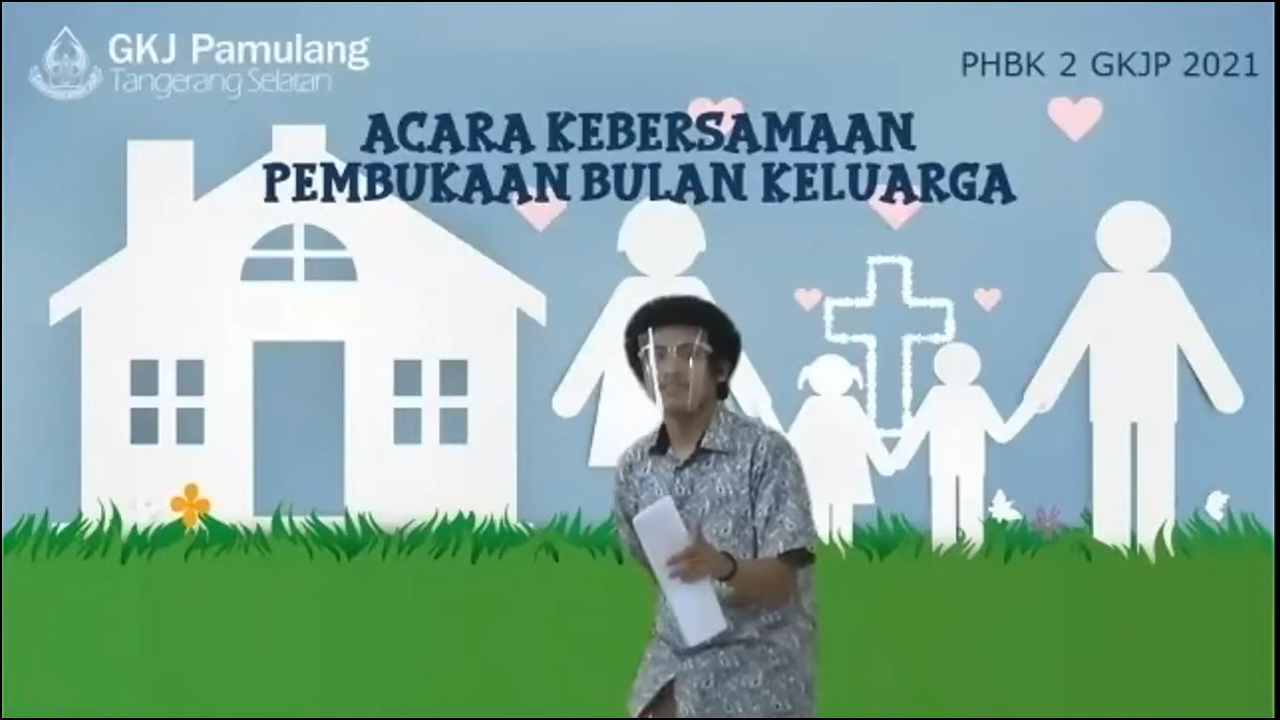 GKJ Pamulang
Tangerang Selatan
PHBK 2 GKJP 2021
ACARA KEBERSAMAAN
PEMBUKAAN BULAN KELUARGA